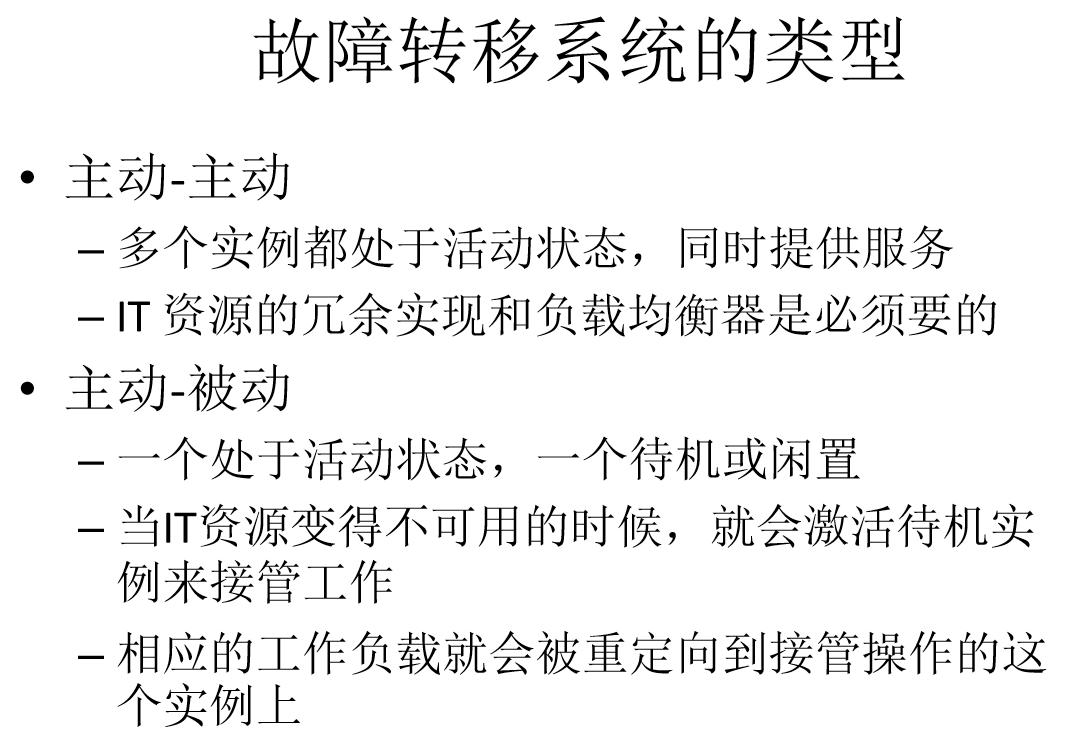 故障转移系统的类型
• 主动-主动
– 多个实例都处于活动状态，同时提供服务
– IT 资源的冗余实现和负载均衡器是必须要的
• 主动-被动
– 一个处于活动状态，一个待机或闲置
– 当IT资源变得不可用的时候，就会激活待机实
例来接管工作
– 相应的工作负载就会被重定向到接管操作的这
个实例上